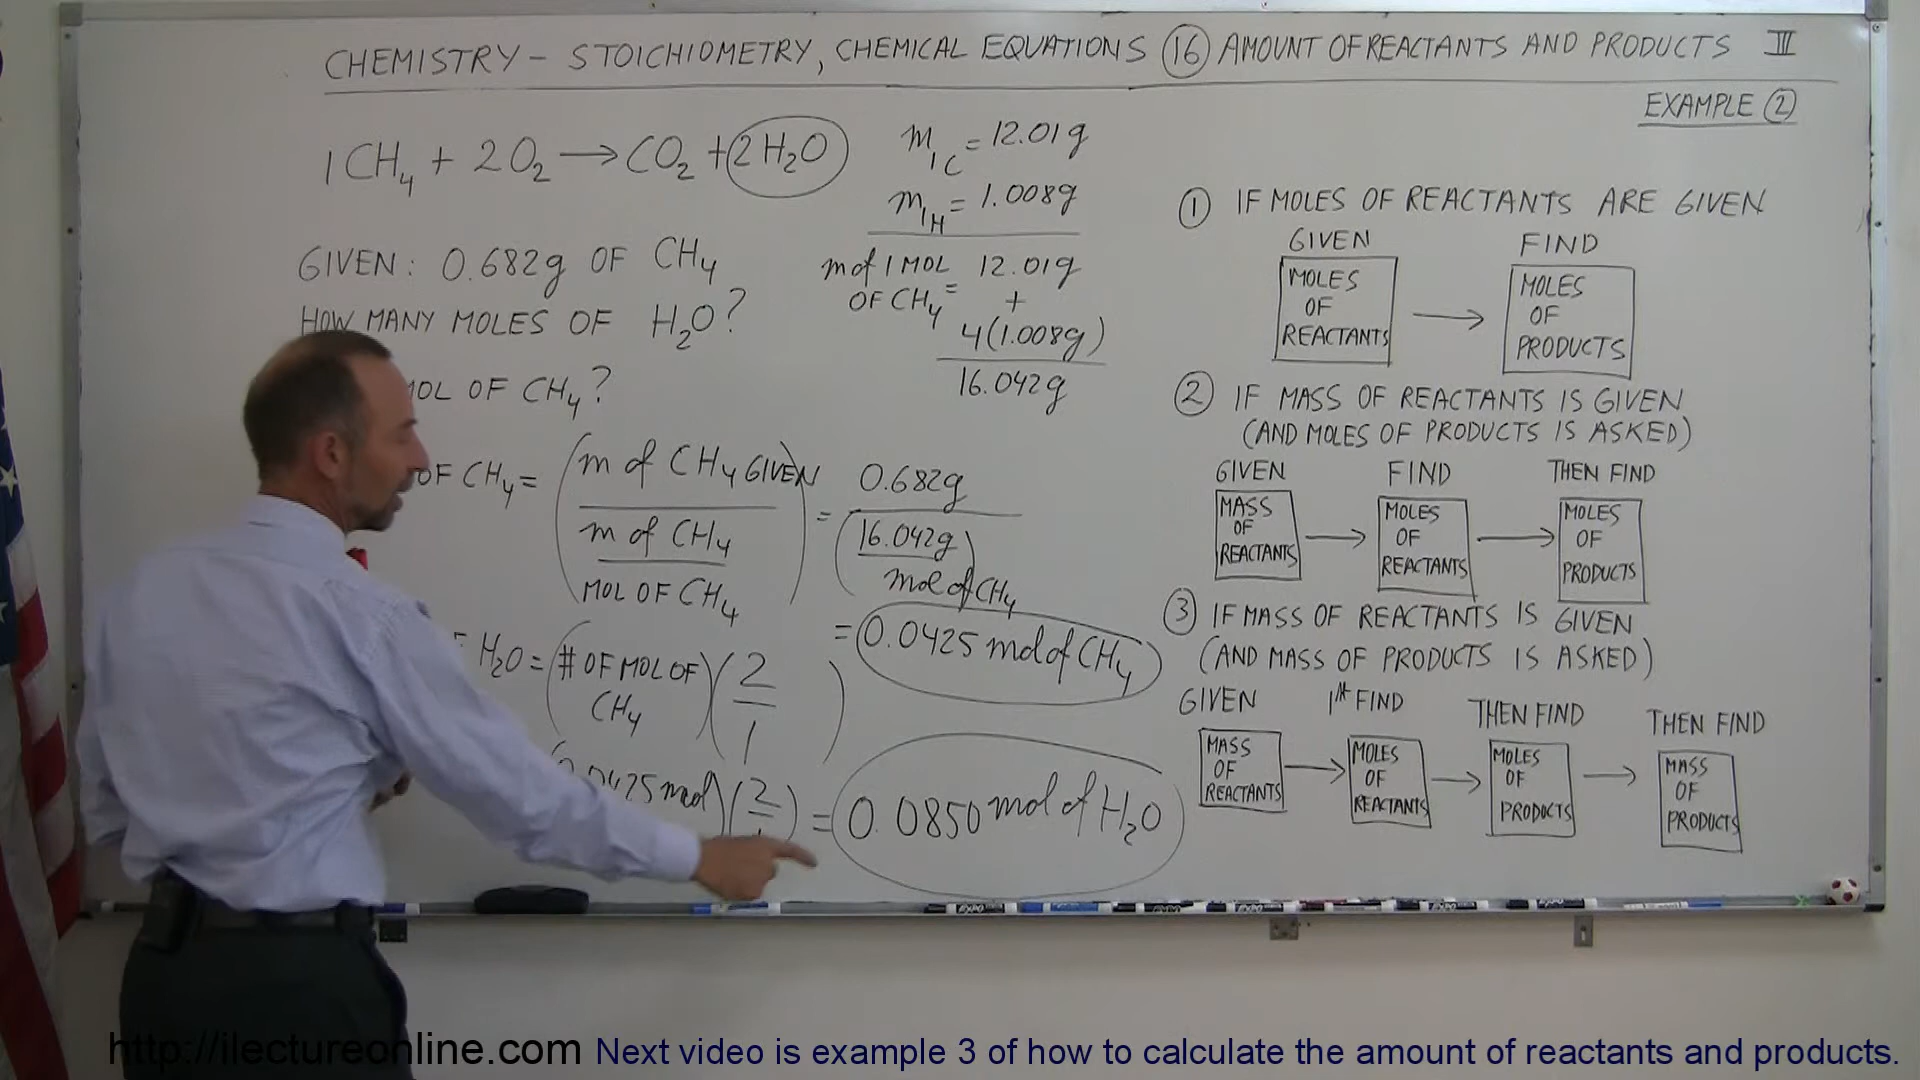 CHEMISTRY – STOICHIOMETRY, CHEMICAL EQUATIONS ⑯ AMOUNT OF REACTANTS AND PRODUCTS III
EXAMPLE ②
1CH₄ + 2O₂ → CO₂ + 2H₂O
GIVEN: 0.682g OF CH₄
HOW MANY MOLES OF H₂O?
MOL OF CH₄?
OF CH₄ = (m of CH₄ GIVEN / (m of CH₄ / MOL OF CH₄)) = 0.682g / (16.042g / mol of CH₄)
= 0.0425 mol of CH₄
H₂O = (# OF MOL OF CH₄)(2/1)
0.0425 mol)(2/1) = 0.0850 mol of H₂O
m 1C = 12.01g
m 1H = 1.008g
m of 1 MOL OF CH₄ = 12.01g
+
4(1.008g)
16.042g
① IF MOLES OF REACTANTS ARE GIVEN
GIVEN FIND
MOLES OF REACTANTS → MOLES OF PRODUCTS
② IF MASS OF REACTANTS IS GIVEN
(AND MOLES OF PRODUCTS IS ASKED)
GIVEN FIND THEN FIND
MASS OF REACTANTS → MOLES OF REACTANTS → MOLES OF PRODUCTS
③ IF MASS OF REACTANTS IS GIVEN
(AND MASS OF PRODUCTS IS ASKED)
GIVEN 1st FIND THEN FIND THEN FIND
MASS OF REACTANTS → MOLES OF REACTANTS → MOLES OF PRODUCTS → MASS OF PRODUCTS
http://ilectureonline.com Next video is example 3 of how to calculate the amount of reactants and products.